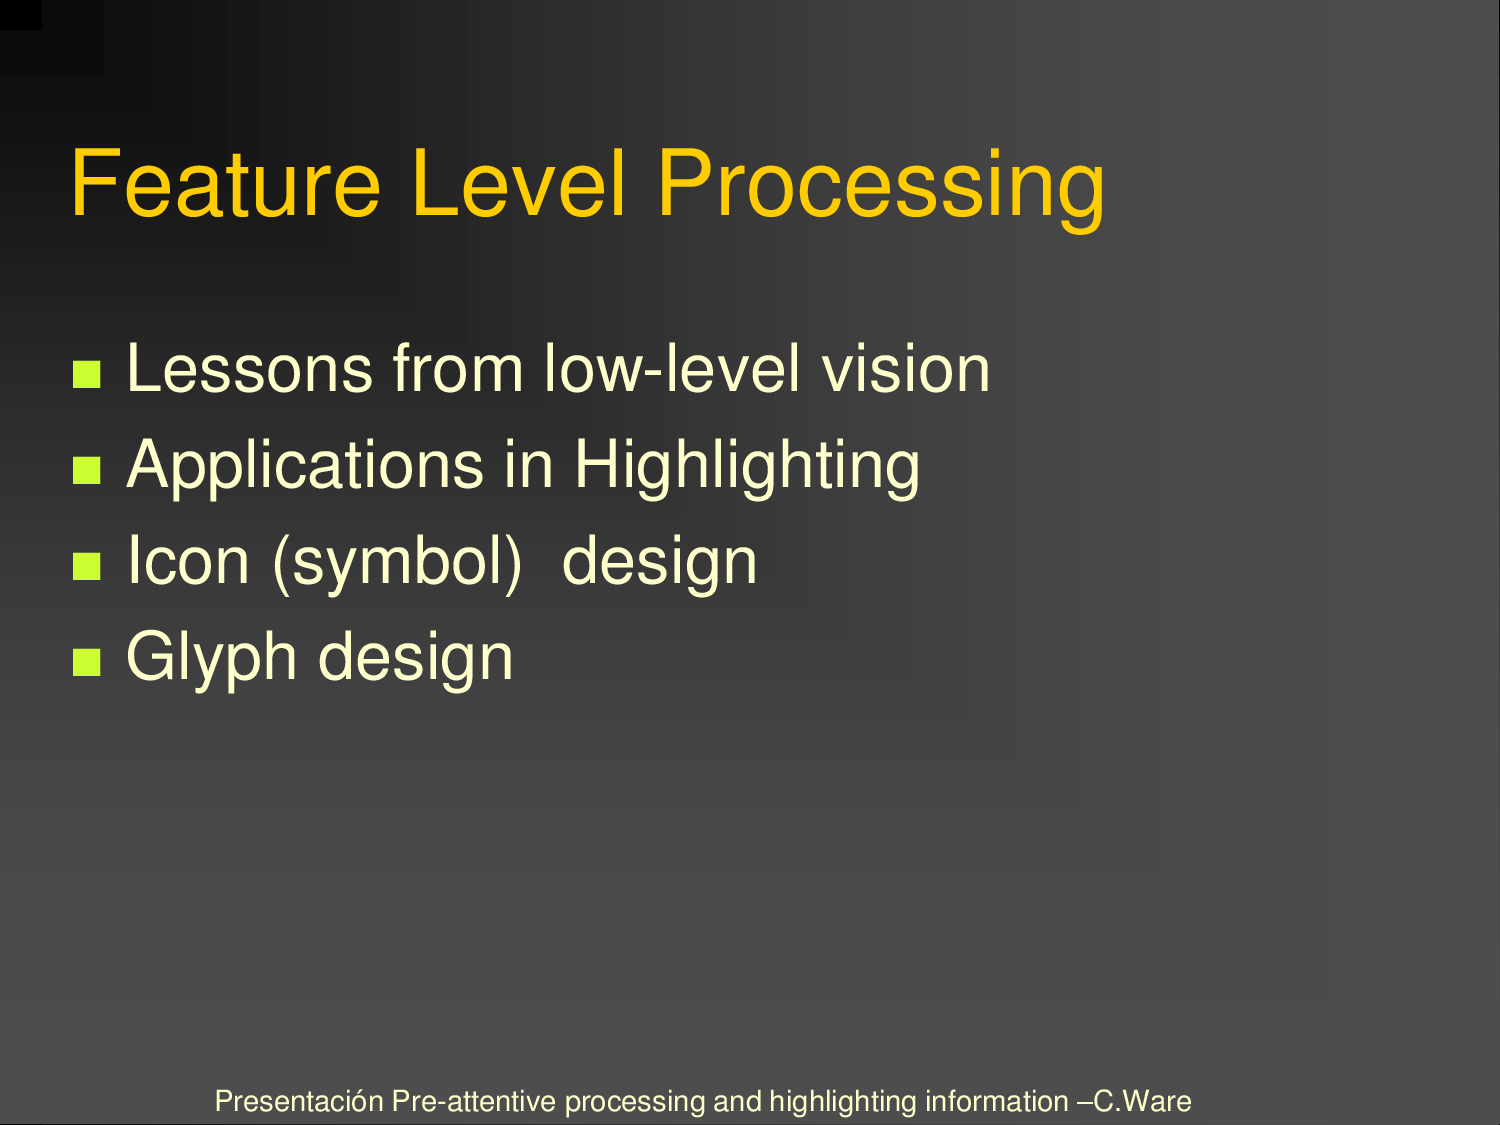 Feature Level Processing
Lessons from low-level vision
Applications in Highlighting
Icon (symbol)  design
Glyph design
Presentación Pre-attentive processing and highlighting information –C.Ware